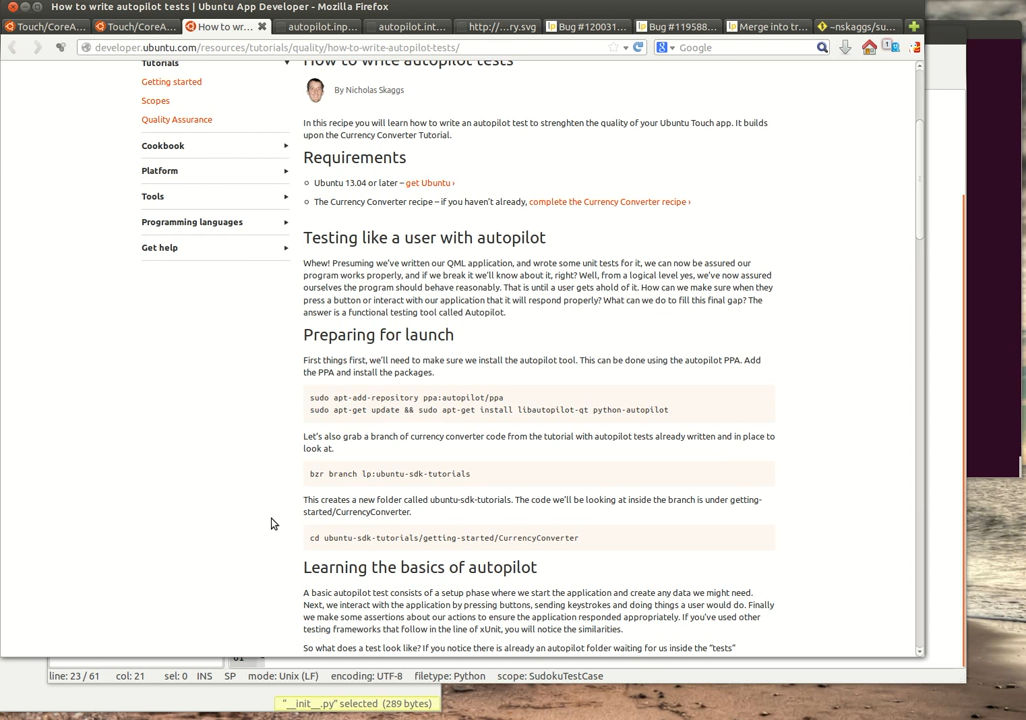 How to write autopilot tests | Ubuntu App Developer - Mozilla Firefox
Touch/CoreA... Touch/CoreA... How to wr... autopilot.inp... autopilot.int... http://...ry.svg Bug #120031... Bug #119588... Merge into tr... ~nskaggs/su...
developer.ubuntu.com/resources/tutorials/quality/how-to-write-autopilot-tests/ Google
Tutorials
Getting started
Scopes
Quality Assurance
Cookbook
Platform
Tools
Programming languages
Get help
How to write autopilot tests
By Nicholas Skaggs
In this recipe you will learn how to write an autopilot test to strenghten the quality of your Ubuntu Touch app. It builds
upon the Currency Converter Tutorial.
Requirements
Ubuntu 13.04 or later – get Ubuntu ›
The Currency Converter recipe – if you haven't already, complete the Currency Converter recipe ›
Testing like a user with autopilot
Whew! Presuming we've written our QML application, and wrote some unit tests for it, we can now be assured our
program works properly, and if we break it we'll know about it, right? Well, from a logical level yes, we've now assured
ourselves the program should behave reasonably. That is until a user gets ahold of it. How can we make sure when they
press a button or interact with our application that it will respond properly? What can we do to fill this final gap? The
answer is a functional testing tool called Autopilot.
Preparing for launch
First things first, we'll need to make sure we install the autopilot tool. This can be done using the autopilot PPA. Add
the PPA and install the packages.
sudo apt-add-repository ppa:autopilot/ppa
sudo apt-get update && sudo apt-get install libautopilot-qt python-autopilot
Let's also grab a branch of currency converter code from the tutorial with autopilot tests already written and in place to
look at.
bzr branch lp:ubuntu-sdk-tutorials
This creates a new folder called ubuntu-sdk-tutorials. The code we'll be looking at inside the branch is under getting-
started/CurrencyConverter.
cd ubuntu-sdk-tutorials/getting-started/CurrencyConverter
Learning the basics of autopilot
A basic autopilot test consists of a setup phase where we start the application and create any data we might need.
Next, we interact with the application by pressing buttons, sending keystrokes and doing things a user would do. Finally
we make some assertions about our actions to ensure the application responded appropriately. If you've used other
testing frameworks that follow in the line of xUnit, you will notice the similarities.
So what does a test look like? If you notice there is already an autopilot folder waiting for us inside the "tests"
line: 23 / 61 col: 21 sel: 0 INS SP mode: Unix (LF) encoding: UTF-8 filetype: Python scope: SudokuTestCase
"__init__.py" selected (289 bytes)